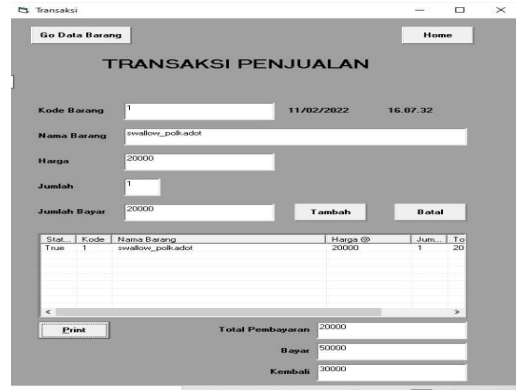 Transaksi
Go Data Barang Home
TRANSAKSI PENJUALAN
Kode Barang 1 11/02/2022 16.07.32
Nama Barang swallow_polkadot
Harga 20000
Jumlah 1
Jumlah Bayar 20000 Tambah Batal
Stat... Kode Nama Barang Harga @ Jum... To
True 1 swallow_polkadot 20000 1 20
Print Total Pembayaran 20000
Bayar 50000
Kembali 30000